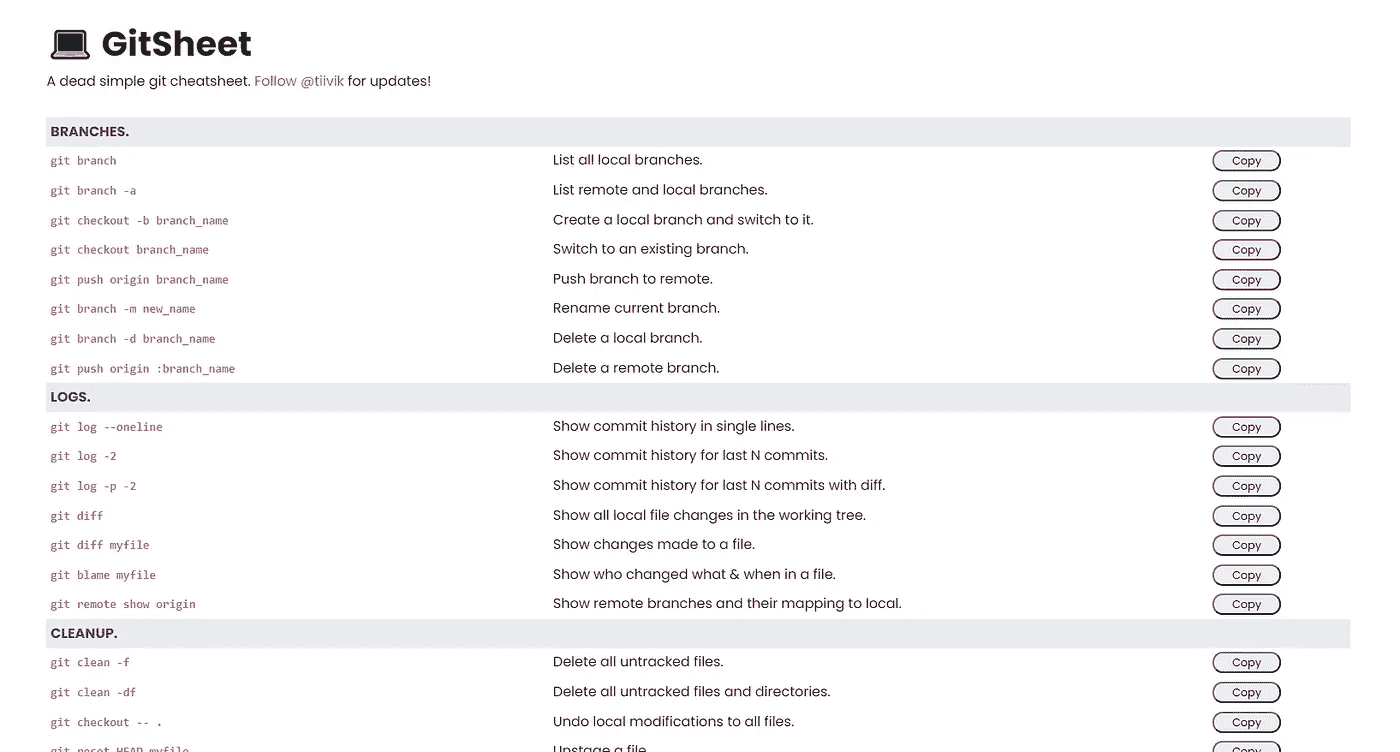 GitSheet
A dead simple git cheatsheet. Follow @tiivik for updates!
BRANCHES.
git branch List all local branches. Copy
git branch -a List remote and local branches. Copy
git checkout -b branch_name Create a local branch and switch to it. Copy
git checkout branch_name Switch to an existing branch. Copy
git push origin branch_name Push branch to remote. Copy
git branch -m new_name Rename current branch. Copy
git branch -d branch_name Delete a local branch. Copy
git push origin :branch_name Delete a remote branch. Copy
LOGS.
git log --oneline Show commit history in single lines. Copy
git log -2 Show commit history for last N commits. Copy
git log -p -2 Show commit history for last N commits with diff. Copy
git diff Show all local file changes in the working tree. Copy
git diff myfile Show changes made to a file. Copy
git blame myfile Show who changed what & when in a file. Copy
git remote show origin Show remote branches and their mapping to local. Copy
CLEANUP.
git clean -f Delete all untracked files. Copy
git clean -df Delete all untracked files and directories. Copy
git checkout -- . Undo local modifications to all files. Copy
git reset HEAD myfile Unstage a file. Copy